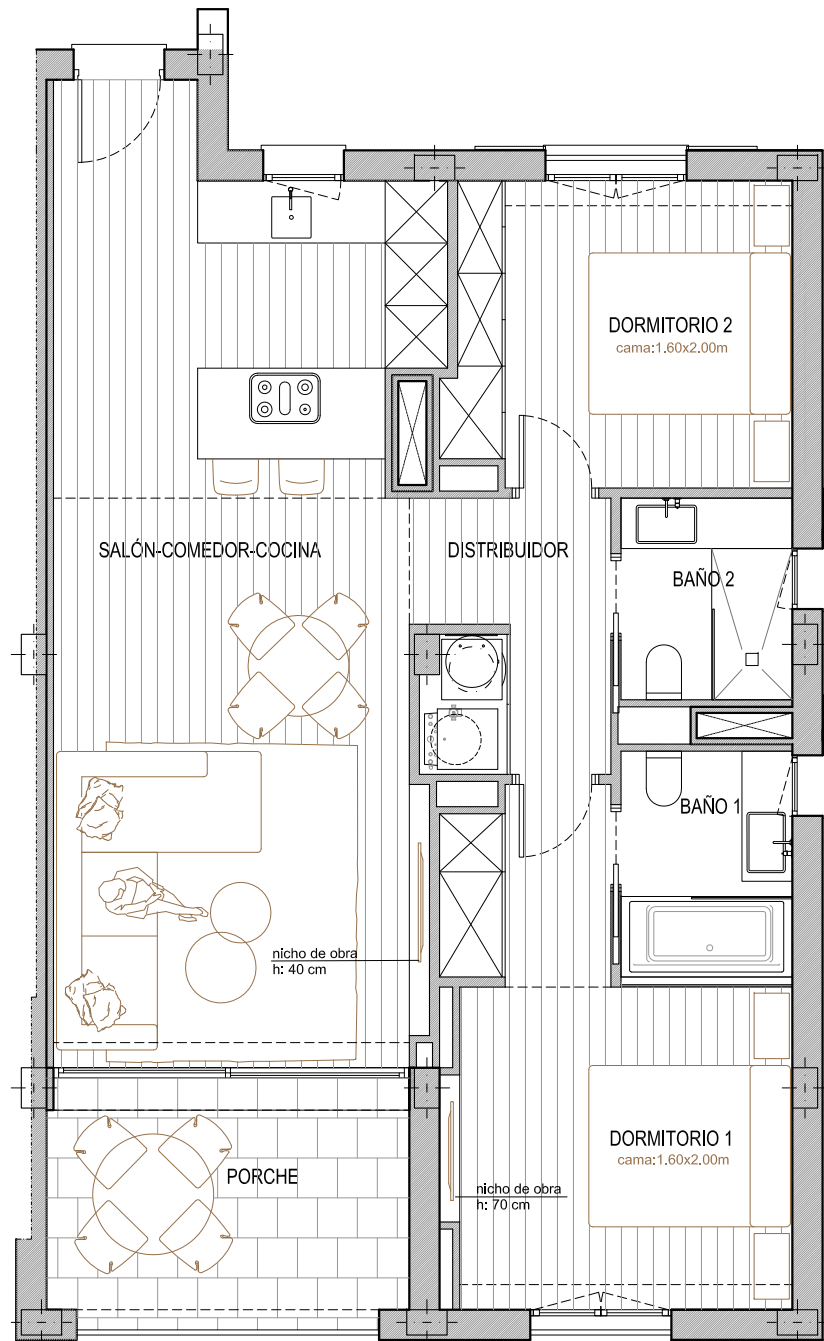 DORMITORIO 2
cama:1.60x2.00m
SALÓN-COMEDOR-COCINA
DISTRIBUIDOR
BAÑO 2
BAÑO 1
nicho de obra
h: 40 cm
DORMITORIO 1
cama:1.60x2.00m
PORCHE
nicho de obra
h: 70 cm